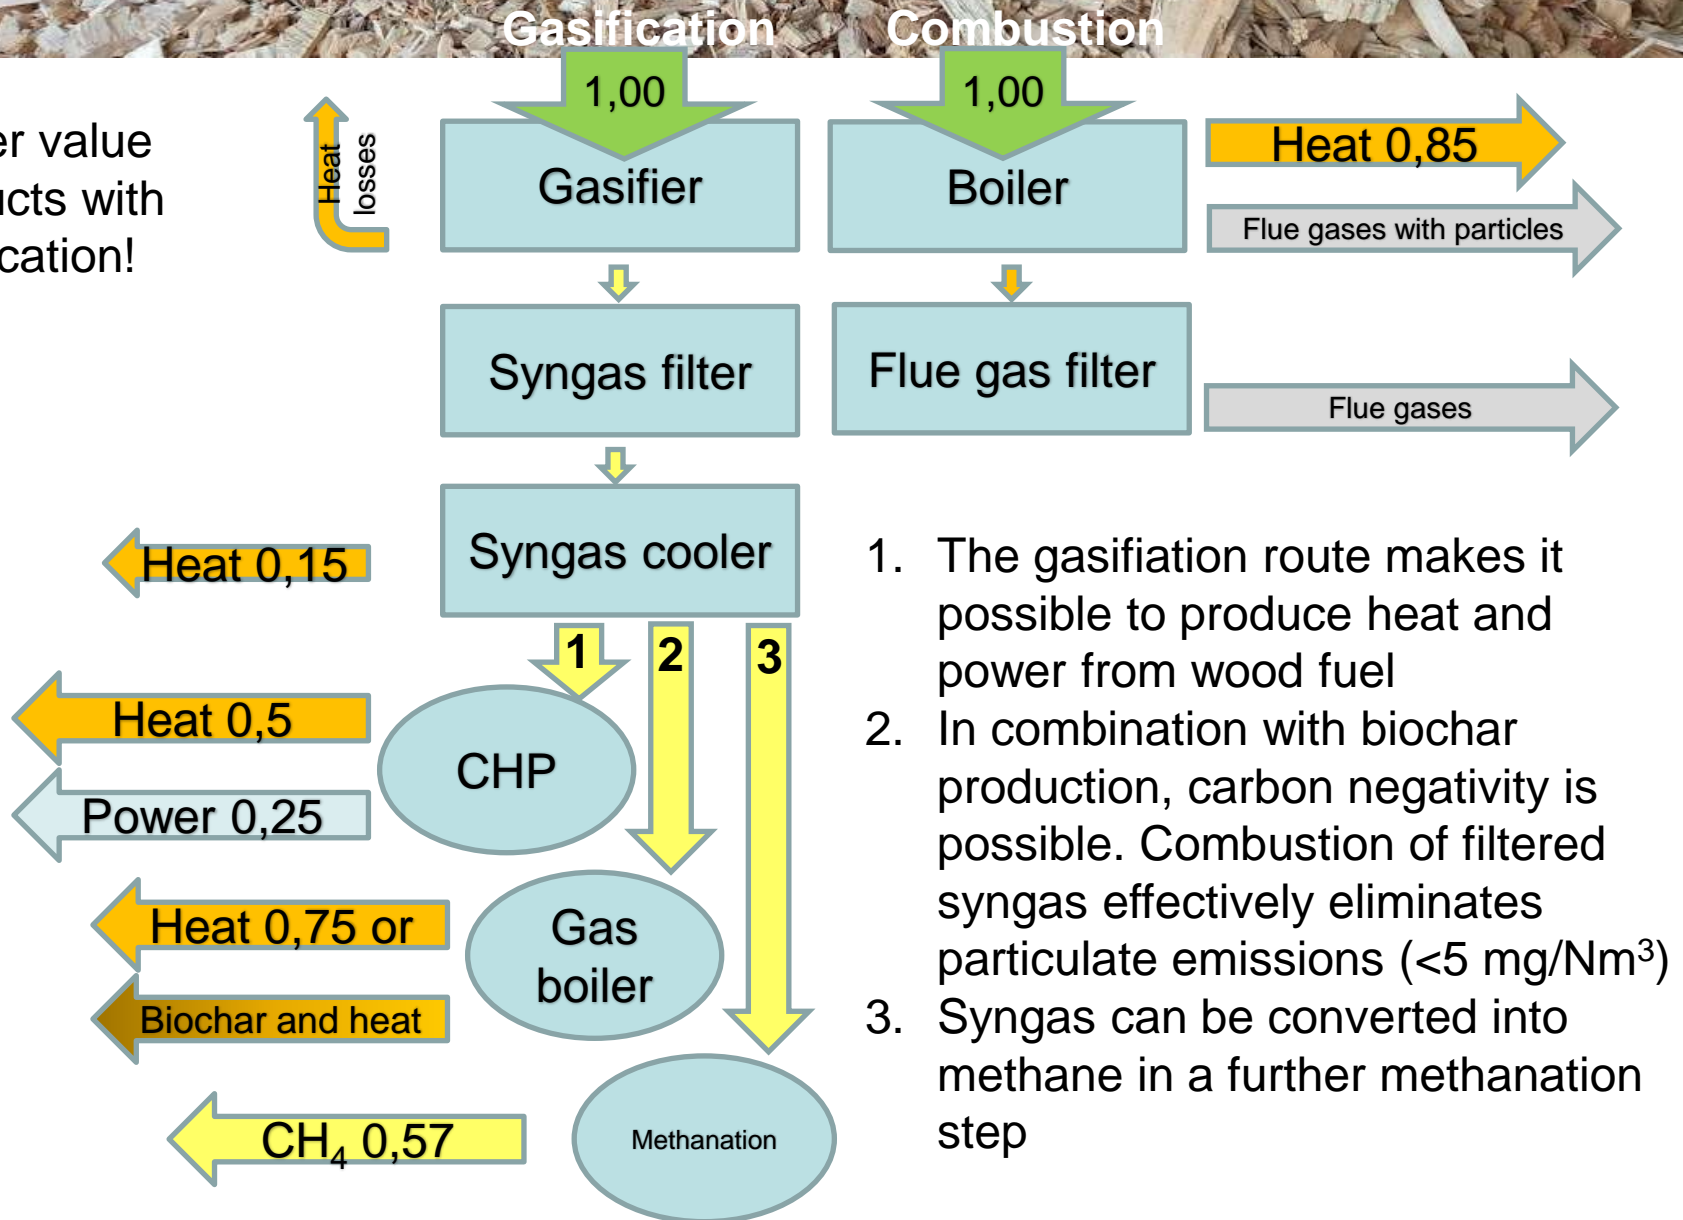 Gasification
Combustion
er value
ucts with
cation!
Heat
losses
1,00
Gasifier
1,00
Boiler
Heat 0,85
Flue gases with particles
Syngas filter
Flue gas filter
Flue gases
Syngas cooler
Heat 0,15
1
2
3
Heat 0,5
CHP
Power 0,25
Heat 0,75 or
Gas
boiler
Biochar and heat
CH₄ 0,57
Methanation
1. The gasifiation route makes it
possible to produce heat and
power from wood fuel
2. In combination with biochar
production, carbon negativity is
possible. Combustion of filtered
syngas effectively eliminates
particulate emissions (<5 mg/Nm³)
3. Syngas can be converted into
methane in a further methanation
step